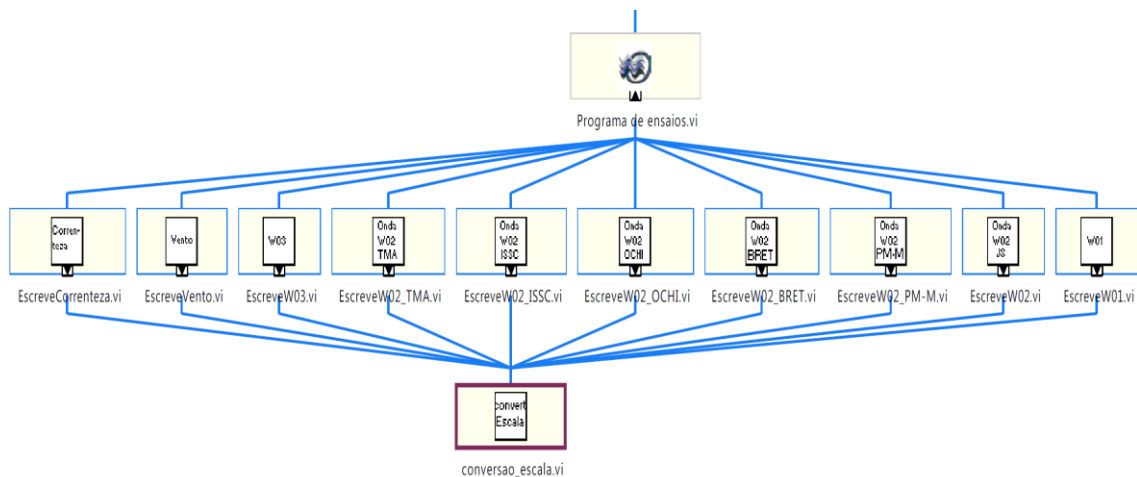 Programa de ensaios.vi
Corren-
teza
Vento
W03
Onda
W02
TMA
Onda
W02
ISSC
Onda
W02
OCHI
Onda
W02
BRET
Onda
W02
PM-M
Onda
W02
JS
W01
EscreveCorrenteza.vi
EscreveVento.vi
EscreveW03.vi
EscreveW02_TMA.vi
EscreveW02_ISSC.vi
EscreveW02_OCHI.vi
EscreveW02_BRET.vi
EscreveW02_PM-M.vi
EscreveW02.vi
EscreveW01.vi
convert
Escala
conversao_escala.vi